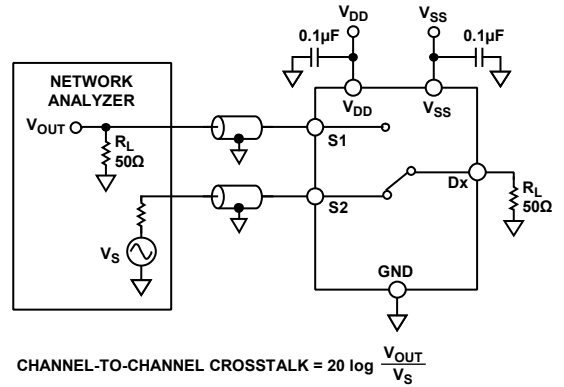 V_DD
V_SS
0.1µF
0.1µF
NETWORK
ANALYZER
V_DD
V_SS
V_OUT
S1
R_L
50Ω
S2
Dx
R_L
50Ω
V_S
GND
CHANNEL-TO-CHANNEL CROSSTALK = 20 log V_OUT / V_S